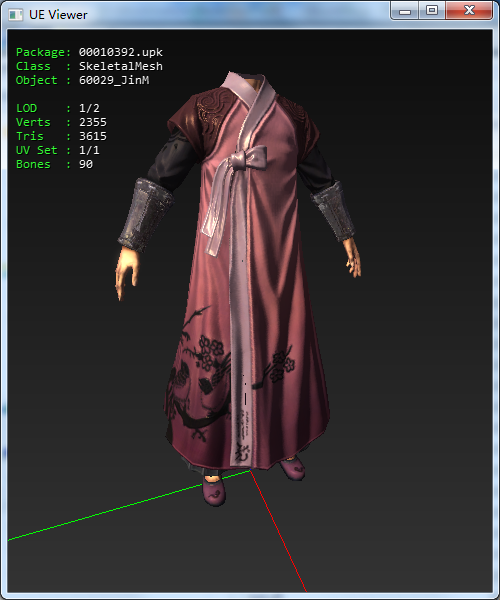 UE Viewer
Package: 00010392.upk
Class : SkeletalMesh
Object : 60029_JinM
LOD : 1/2
Verts : 2355
Tris : 3615
UV Set : 1/1
Bones : 90